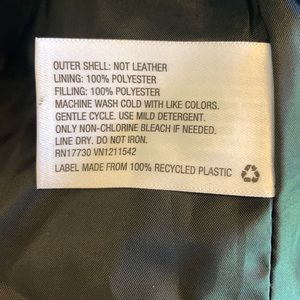 OUTER SHELL: NOT LEATHER
LINING: 100% POLYESTER
FILLING: 100% POLYESTER
MACHINE WASH COLD WITH LIKE COLORS.
GENTLE CYCLE. USE MILD DETERGENT.
ONLY NON-CHLORINE BLEACH IF NEEDED.
LINE DRY. DO NOT IRON.
RN17730 VN1211542
LABEL MADE FROM 100% RECYCLED PLASTIC